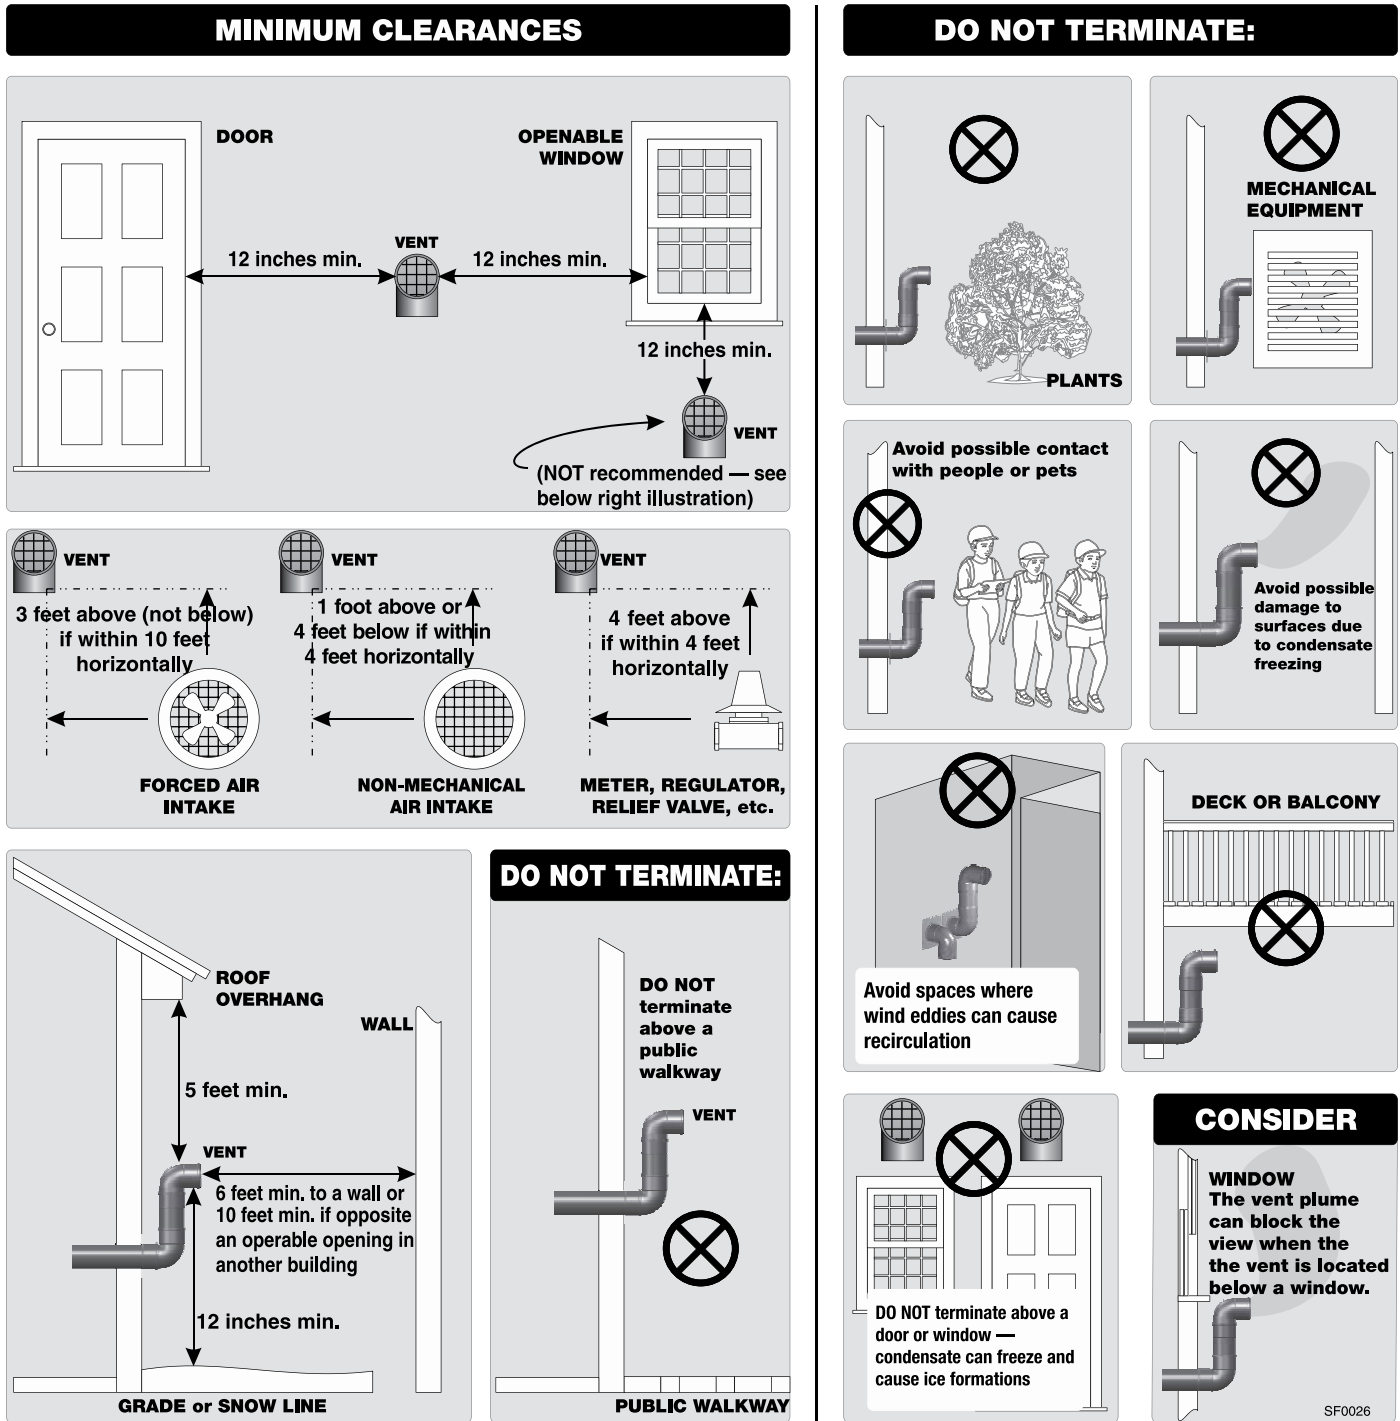 MINIMUM CLEARANCES
DOOR
OPENABLE
WINDOW
12 inches min.
VENT
12 inches min.
12 inches min.
VENT
(NOT recommended — see
below right illustration)
VENT
3 feet above (not below)
if within 10 feet
horizontally
FORCED AIR
INTAKE
VENT
1 foot above or
4 feet below if within
4 feet horizontally
NON-MECHANICAL
AIR INTAKE
VENT
4 feet above
if within 4 feet
horizontally
METER, REGULATOR,
RELIEF VALVE, etc.
ROOF
OVERHANG
WALL
5 feet min.
VENT
6 feet min. to a wall or
10 feet min. if opposite
an operable opening in
another building
12 inches min.
GRADE or SNOW LINE
DO NOT TERMINATE:
DO NOT
terminate
above a
public
walkway
VENT
PUBLIC WALKWAY
DO NOT TERMINATE:
PLANTS
MECHANICAL
EQUIPMENT
Avoid possible contact
with people or pets
Avoid possible
damage to
surfaces due
to condensate
freezing
Avoid spaces where
wind eddies can cause
recirculation
DECK OR BALCONY
DO NOT terminate above a
door or window —
condensate can freeze and
cause ice formations
CONSIDER
WINDOW
The vent plume
can block the
view when the
the vent is located
below a window.
SF0026